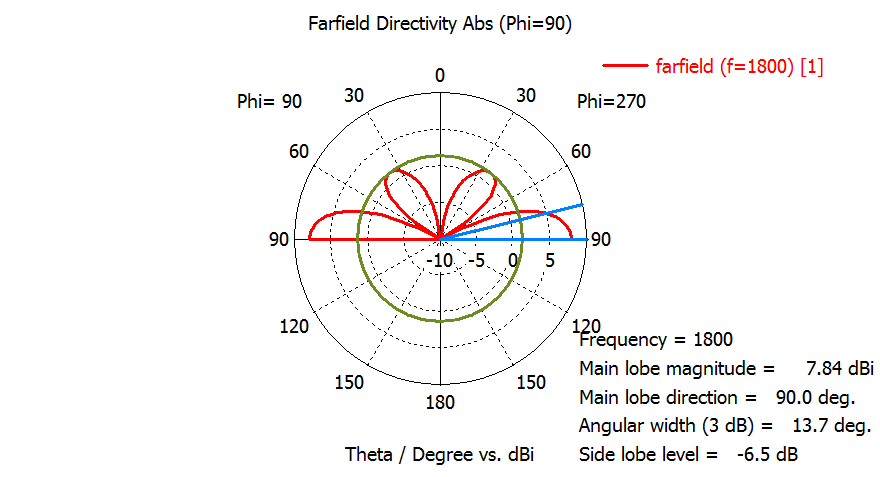 Farfield Directivity Abs (Phi=90)
farfield (f=1800) [1]
0
Phi= 90
30
30
Phi=270
60
60
90
90
-10
-5
0
5
120
120
150
150
180
Frequency = 1800
Main lobe magnitude = 7.84 dBi
Main lobe direction = 90.0 deg.
Angular width (3 dB) = 13.7 deg.
Theta / Degree vs. dBi
Side lobe level = -6.5 dB